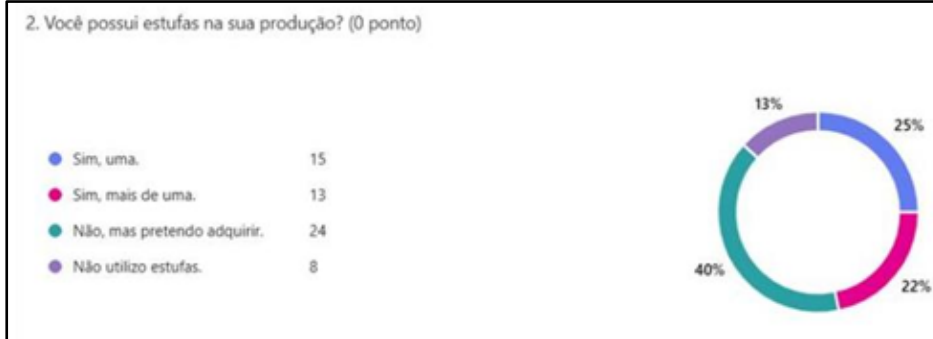 2. Você possui estufas na sua produção? (0 ponto)
Sim, uma. 15
Sim, mais de uma. 13
Não, mas pretendo adquirir. 24
Não utilizo estufas. 8
13%
25%
40%
22%